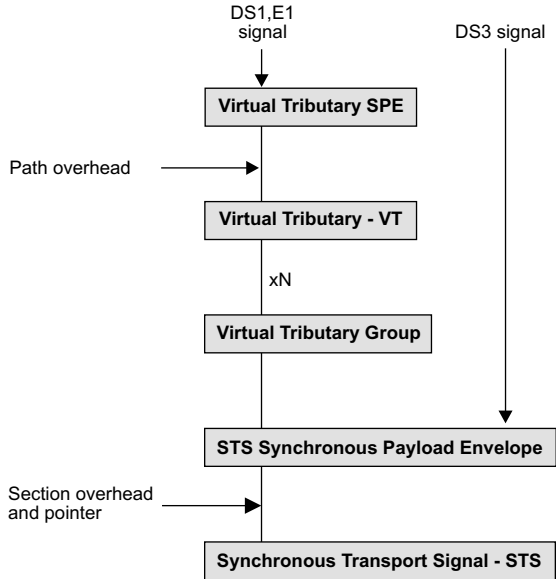 DS1,E1
signal
DS3 signal
Virtual Tributary SPE
Path overhead
Virtual Tributary - VT
xN
Virtual Tributary Group
STS Synchronous Payload Envelope
Section overhead
and pointer
Synchronous Transport Signal - STS